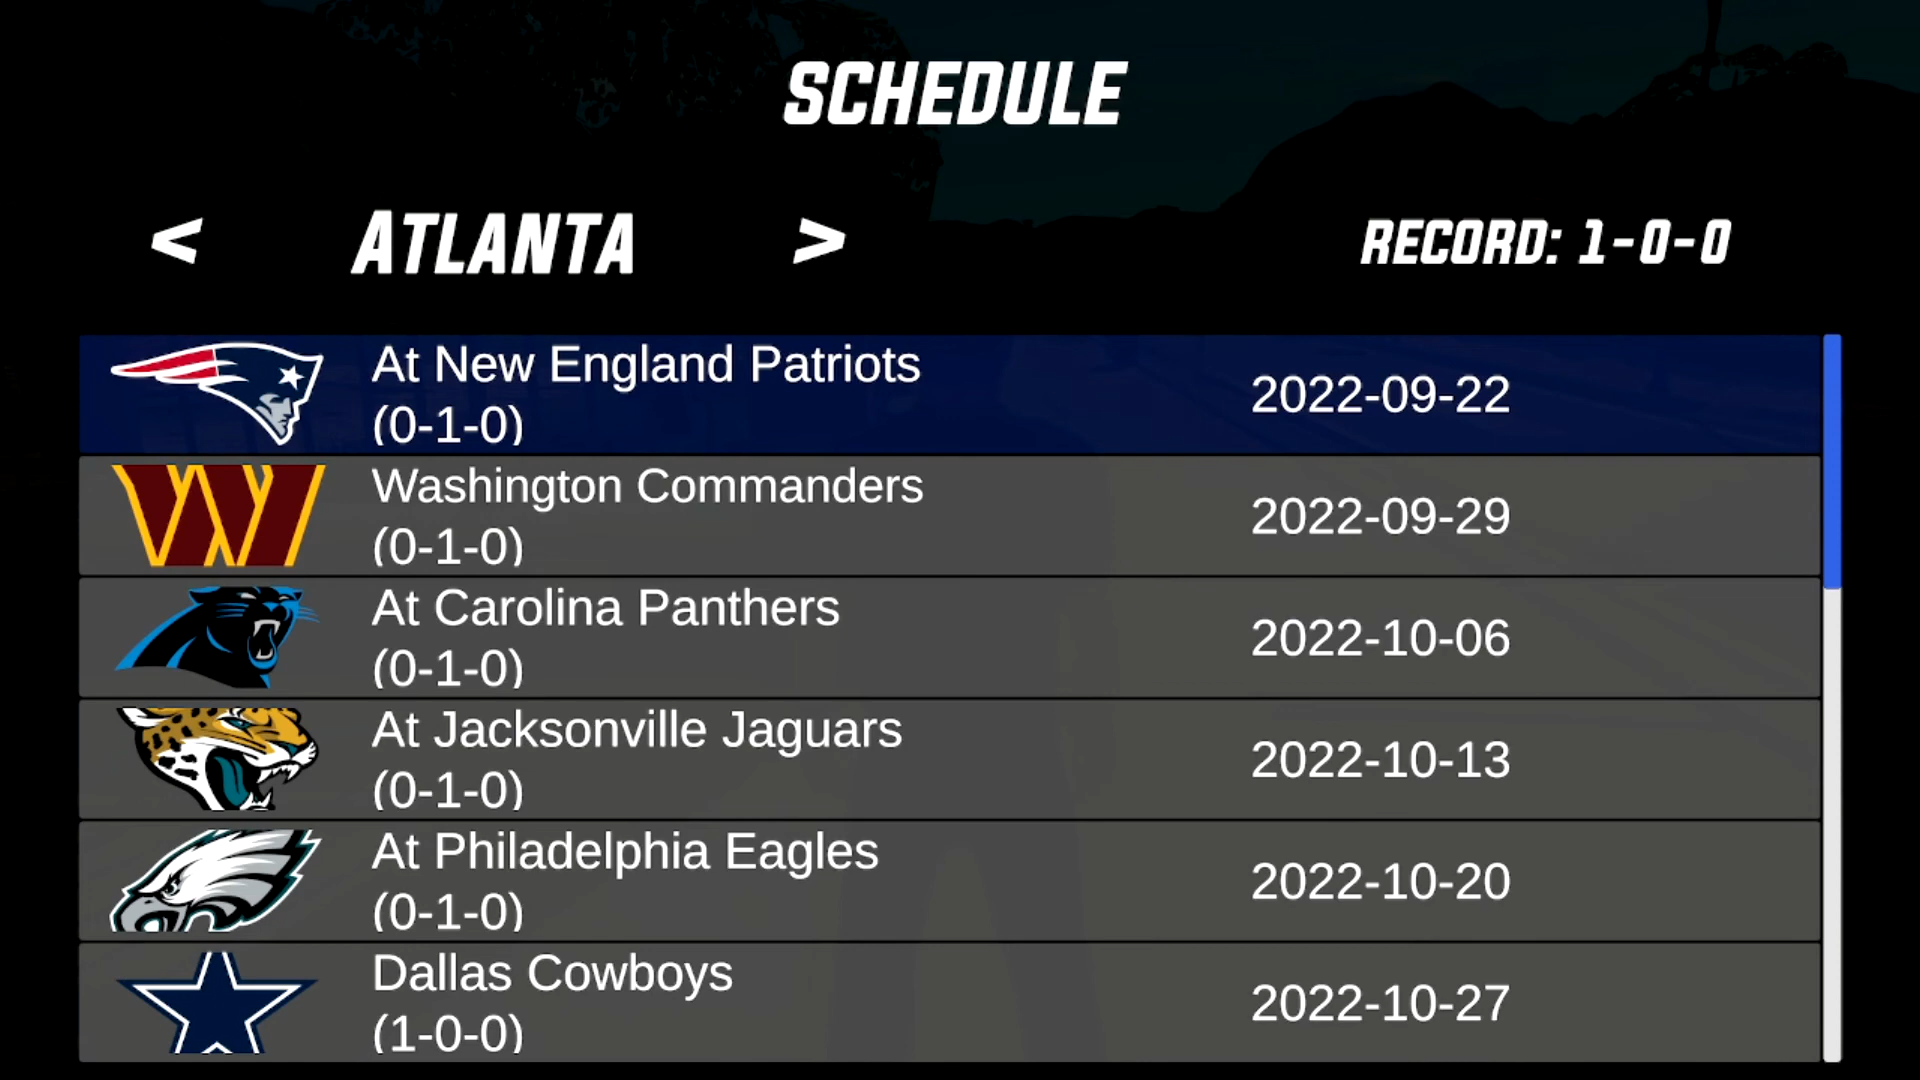 SCHEDULE
< ATLANTA > RECORD: 1-0-0
At New England Patriots
(0-1-0)
2022-09-22
Washington Commanders
(0-1-0)
2022-09-29
At Carolina Panthers
(0-1-0)
2022-10-06
At Jacksonville Jaguars
(0-1-0)
2022-10-13
At Philadelphia Eagles
(0-1-0)
2022-10-20
Dallas Cowboys
(1-0-0)
2022-10-27